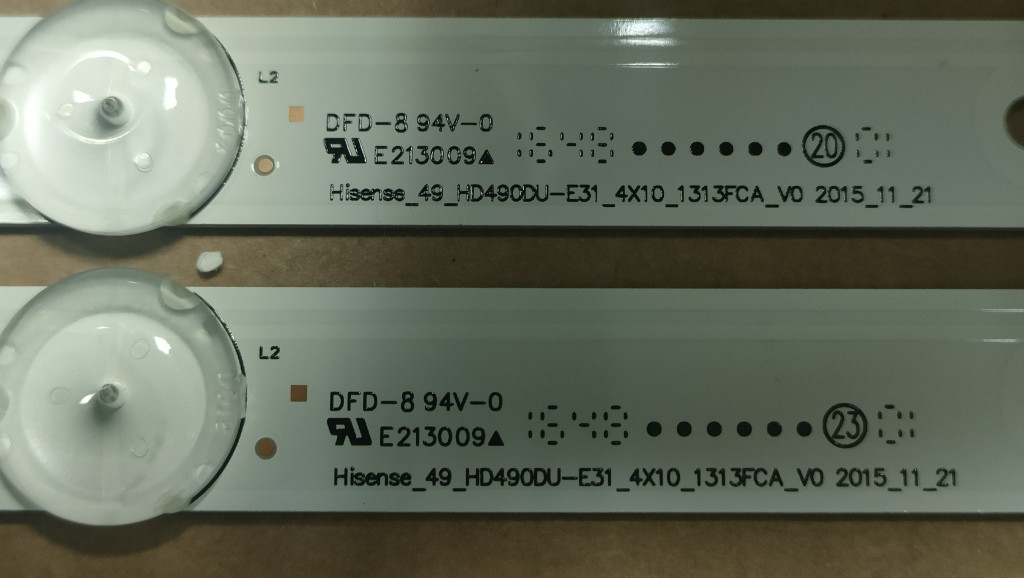 L2
DFD-8 94V-0
E213009▲ ●●●●●● ⑳
Hisense_49_HD490DU-E31_4X10_1313FCA_V0 2015_11_21
L2
DFD-8 94V-0
E213009▲ ●●●●●● ㉓
Hisense_49_HD490DU-E31_4X10_1313FCA_V0 2015_11_21